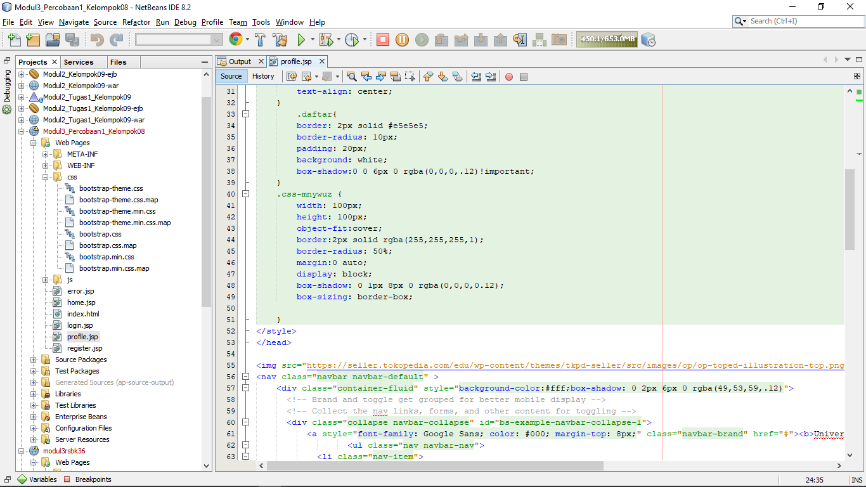 Modul3_Percobaan1_Kelompok08 - NetBeans IDE 8.2
File Edit View Navigate Source Refactor Run Debug Profile Team Tools Window Help
Search (Ctrl+I)
450.1/653.0MB
Debugging
Projects
Services
Files
Modul2_Kelompok09-ejb
Modul2_Kelompok09-war
Modul2_Tugas1_Kelompok09
Modul2_Tugas1_Kelompok09-ejb
Modul2_Tugas1_Kelompok09-war
Modul3_Percobaan1_Kelompok08
Web Pages
META-INF
WEB-INF
css
bootstrap-theme.css
bootstrap-theme.css.map
bootstrap-theme.min.css
bootstrap-theme.min.css.map
bootstrap.css
bootstrap.css.map
bootstrap.min.css
bootstrap.min.css.map
js
error.jsp
home.jsp
index.html
login.jsp
profile.jsp
register.jsp
Source Packages
Test Packages
Generated Sources (ap-source-output)
Libraries
Test Libraries
Enterprise Beans
Configuration Files
Server Resources
modul3rsbk36
Web Pages
Output
profile.jsp
Source
History
31 text-align: center;
32 }
33 .daftar{
34 border: 2px solid #e5e5e5;
35 border-radius: 10px;
36 padding: 20px;
37 background: white;
38 box-shadow:0 0 6px 0 rgba(0,0,0,.12)!important;
39 }
40 .css-mnywuz {
41 width: 100px;
42 height: 100px;
43 object-fit:cover;
44 border:2px solid rgba(255,255,255,1);
45 border-radius: 50%;
46 margin:0 auto;
47 display: block;
48 box-shadow: 0 1px 8px 0 rgba(0,0,0,0.12);
49 box-sizing: border-box;
50
51 }
52 </style>
53 </head>
54
55 <img src="https://seller.tokopedia.com/edu/wp-content/themes/tkpd-seller/src/images/op/op-toped-illustration-top.png
56 <nav class="navbar navbar-default" >
57 <div class="container-fluid" style="background-color:#fff;box-shadow: 0 2px 6px 0 rgba(49,53,59,.12)">
58 <!-- Brand and toggle get grouped for better mobile display -->
59 <!-- Collect the nav links, forms, and other content for toggling -->
60 <div class="collapse navbar-collapse" id="bs-example-navbar-collapse-1">
61 <a style="font-family: Google Sans; color: #000; margin-top: 8px;" class="navbar-brand" href="#"><b>Univer
62 <ul class="nav navbar-nav">
63 <li class="nav-item">
Variables
Breakpoints
24:35
INS